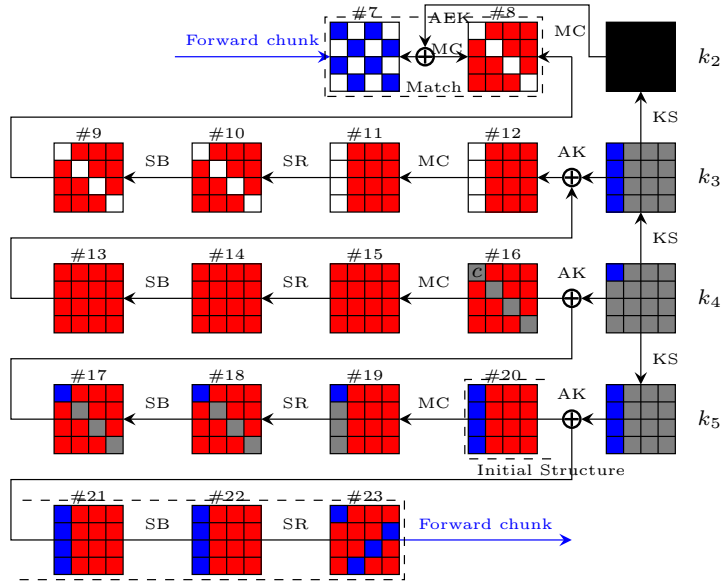 #7 AEK #8
Forward chunk MC MC k2
Match
KS
#9 #10 #11 #12
SB SR MC AK k3
KS
#13 #14 #15 #16
c
SB SR MC AK k4
KS
#17 #18 #19 #20
SB SR MC AK k5
Initial Structure
#21 #22 #23
SB SR Forward chunk